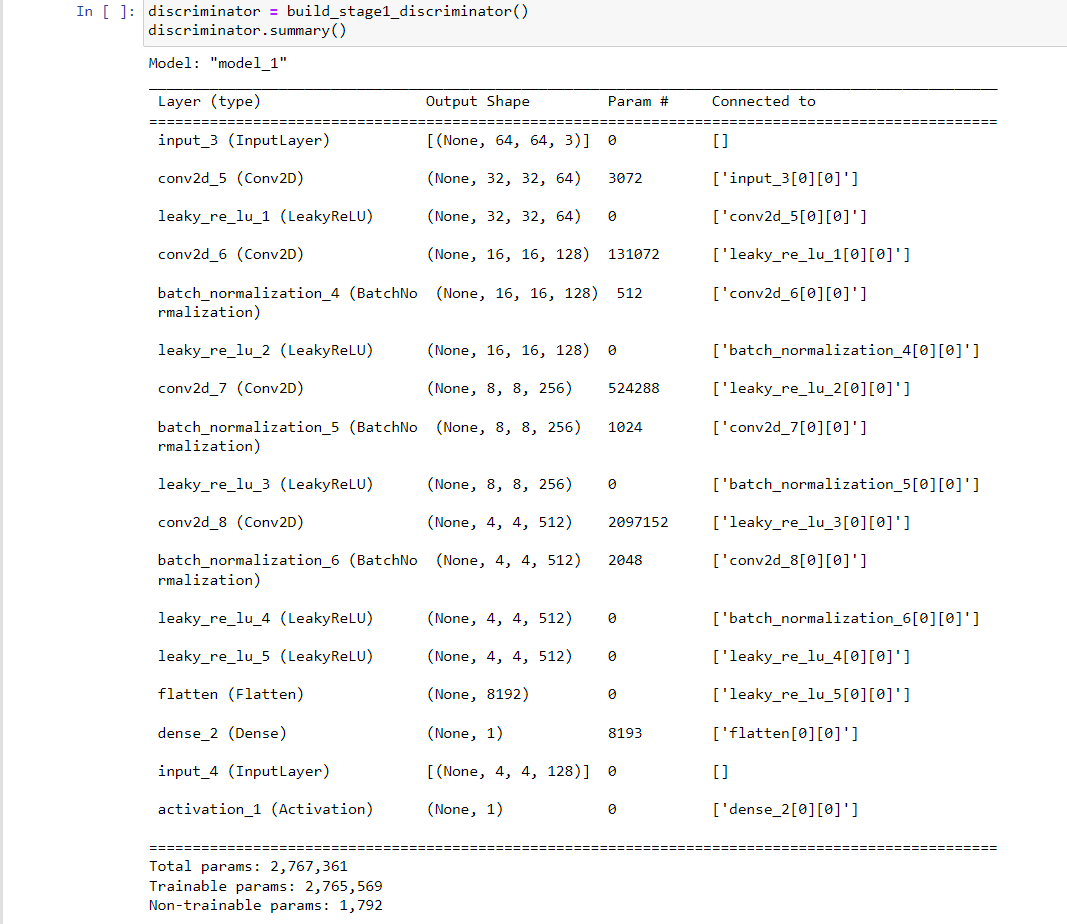 In [ ]: discriminator = build_stage1_discriminator()
discriminator.summary()
Model: "model_1"
Layer (type) Output Shape Param # Connected to
==================================================================================================
input_3 (InputLayer) [(None, 64, 64, 3)] 0 []
conv2d_5 (Conv2D) (None, 32, 32, 64) 3072 ['input_3[0][0]']
leaky_re_lu_1 (LeakyReLU) (None, 32, 32, 64) 0 ['conv2d_5[0][0]']
conv2d_6 (Conv2D) (None, 16, 16, 128) 131072 ['leaky_re_lu_1[0][0]']
batch_normalization_4 (BatchNo (None, 16, 16, 128) 512 ['conv2d_6[0][0]']
rmalization)
leaky_re_lu_2 (LeakyReLU) (None, 16, 16, 128) 0 ['batch_normalization_4[0][0]']
conv2d_7 (Conv2D) (None, 8, 8, 256) 524288 ['leaky_re_lu_2[0][0]']
batch_normalization_5 (BatchNo (None, 8, 8, 256) 1024 ['conv2d_7[0][0]']
rmalization)
leaky_re_lu_3 (LeakyReLU) (None, 8, 8, 256) 0 ['batch_normalization_5[0][0]']
conv2d_8 (Conv2D) (None, 4, 4, 512) 2097152 ['leaky_re_lu_3[0][0]']
batch_normalization_6 (BatchNo (None, 4, 4, 512) 2048 ['conv2d_8[0][0]']
rmalization)
leaky_re_lu_4 (LeakyReLU) (None, 4, 4, 512) 0 ['batch_normalization_6[0][0]']
leaky_re_lu_5 (LeakyReLU) (None, 4, 4, 512) 0 ['leaky_re_lu_4[0][0]']
flatten (Flatten) (None, 8192) 0 ['leaky_re_lu_5[0][0]']
dense_2 (Dense) (None, 1) 8193 ['flatten[0][0]']
input_4 (InputLayer) [(None, 4, 4, 128)] 0 []
activation_1 (Activation) (None, 1) 0 ['dense_2[0][0]']
==================================================================================================
Total params: 2,767,361
Trainable params: 2,765,569
Non-trainable params: 1,792